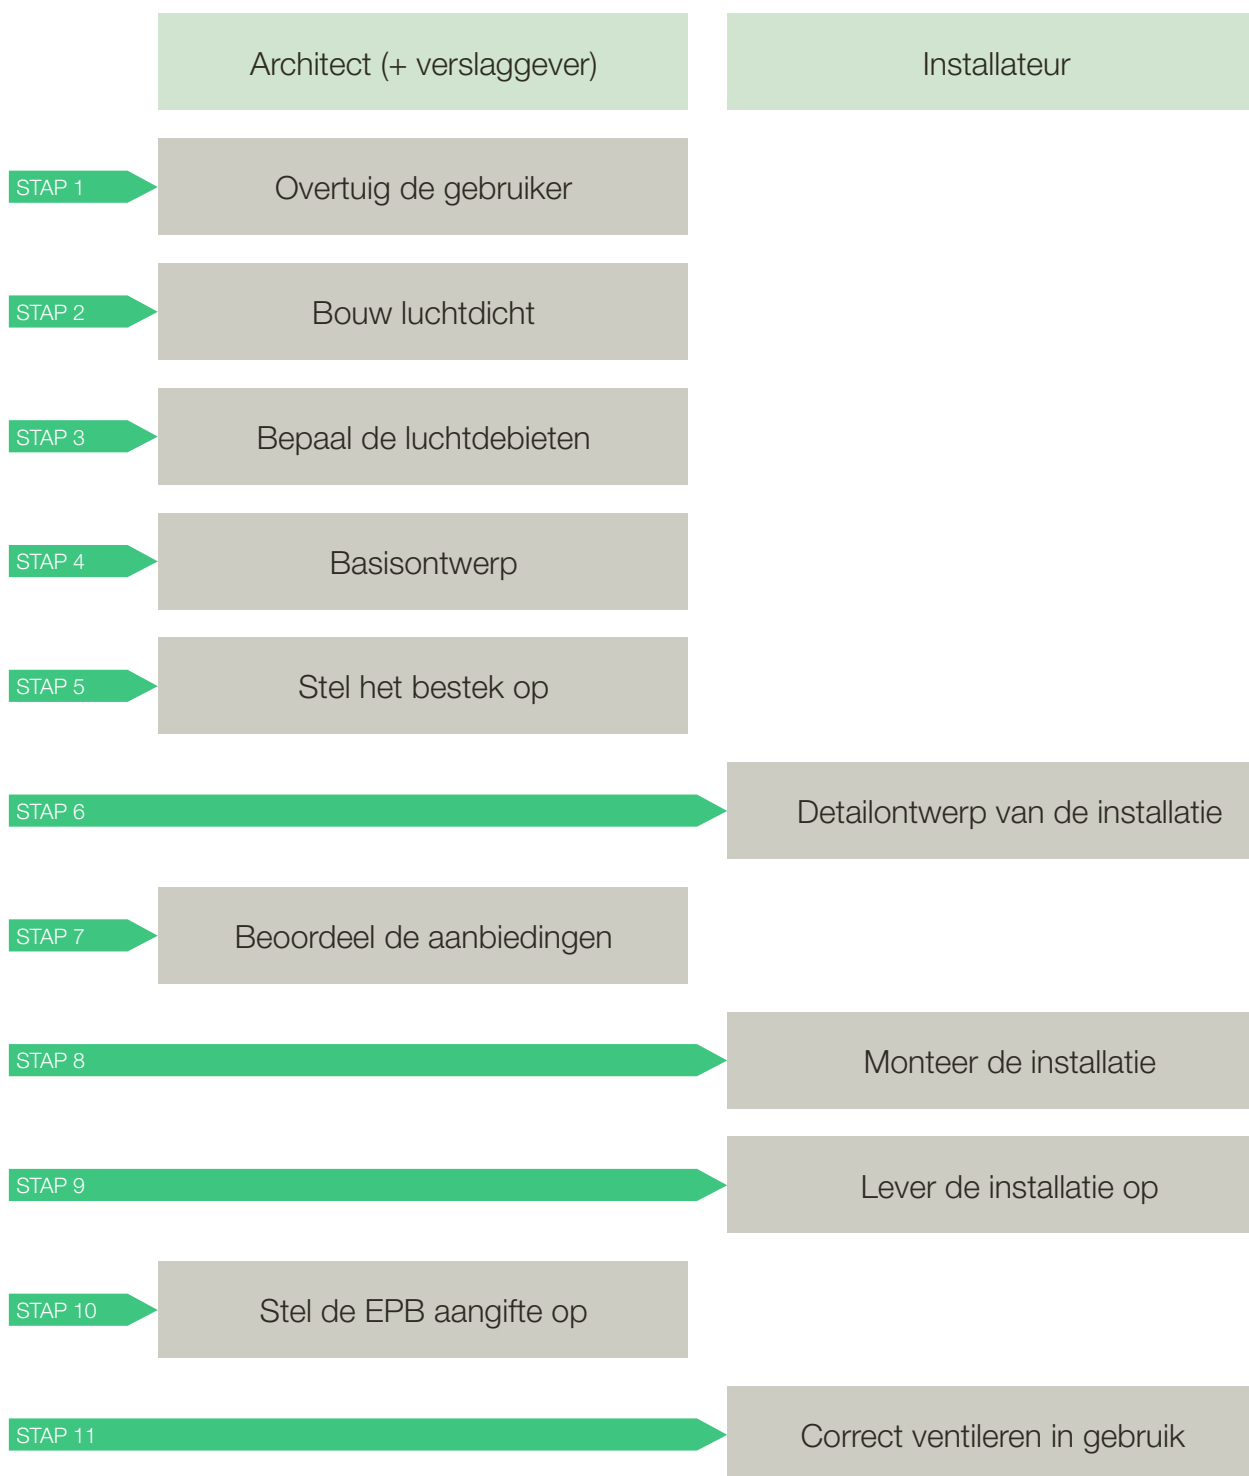 Architect (+ verslaggever)
Installateur
STAP 1
Overtuig de gebruiker
STAP 2
Bouw luchtdicht
STAP 3
Bepaal de luchtdebieten
STAP 4
Basisontwerp
STAP 5
Stel het bestek op
STAP 6
Detailontwerp van de installatie
STAP 7
Beoordeel de aanbiedingen
STAP 8
Monteer de installatie
STAP 9
Lever de installatie op
STAP 10
Stel de EPB aangifte op
STAP 11
Correct ventileren in gebruik